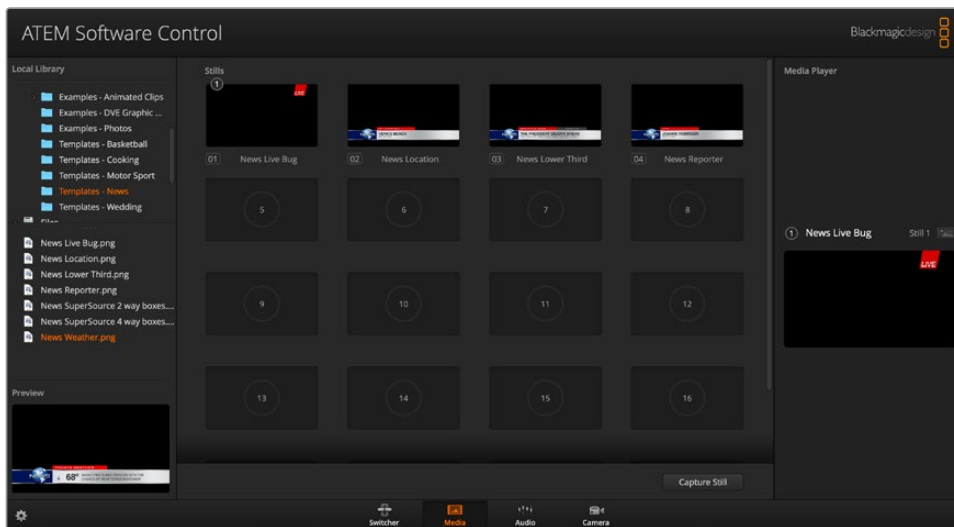 ATEM Software Control
Blackmagicdesign
Local Library
Examples - Animated Clips
Examples - DVE Graphic ...
Examples - Photos
Templates - Basketball
Templates - Cooking
Templates - Motor Sport
Templates - News
Templates - Wedding
Files
News Live Bug.png
News Location.png
News Lower Third.png
News Reporter.png
News SuperSource 2 way boxes....
News SuperSource 4 way boxes....
News Weather.png
Preview
68°
Stills
1
LIVE
01 News Live Bug
02 News Location
03 News Lower Third
04 News Reporter
5
6
7
8
9
10
11
12
13
14
15
16
Capture Still
Media Player
1 News Live Bug Still 1
LIVE
Switcher
Media
Audio
Camera